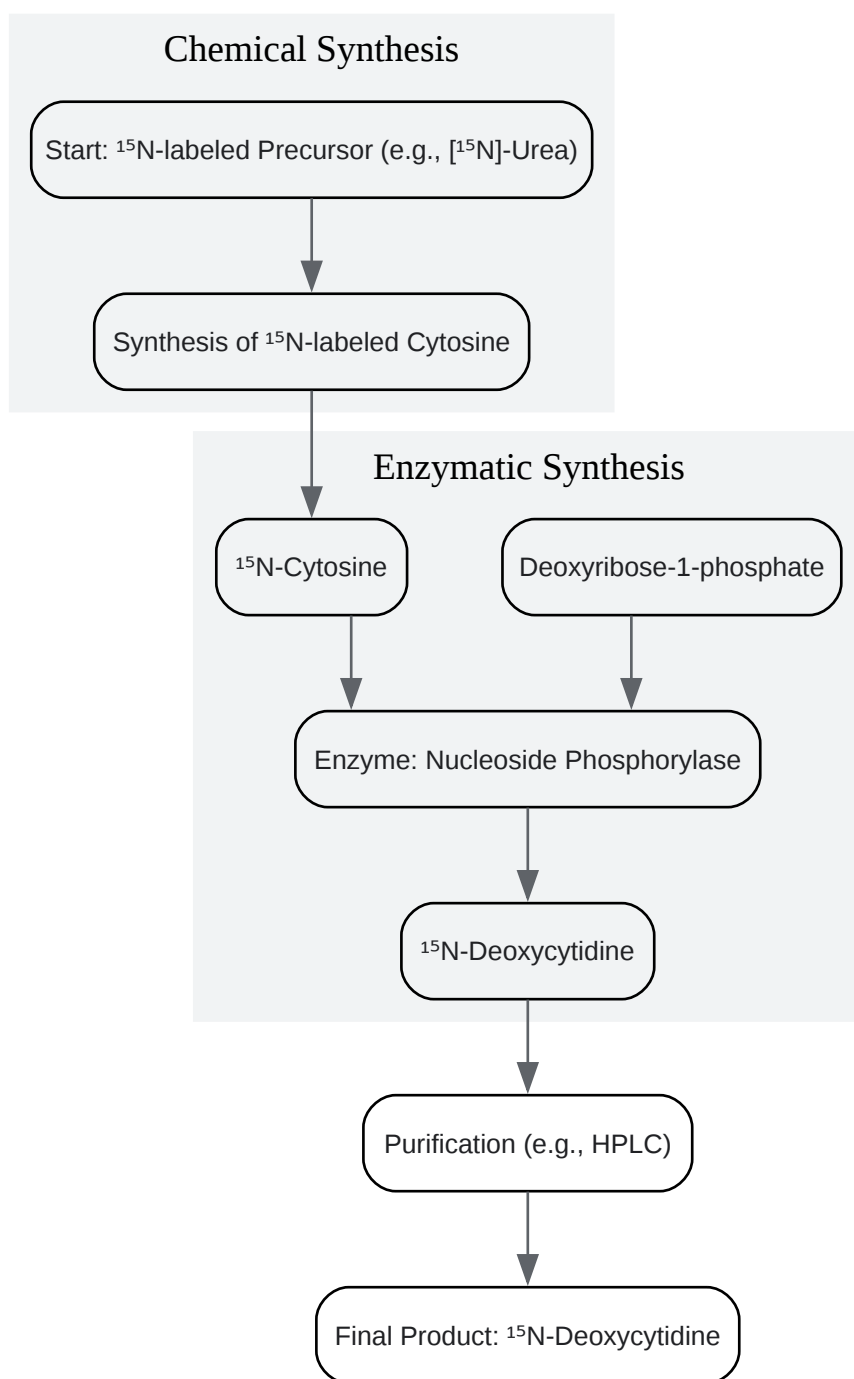 Chemical Synthesis
Start: ¹⁵N-labeled Precursor (e.g., [¹⁵N]-Urea)
Synthesis of ¹⁵N-labeled Cytosine
Enzymatic Synthesis
¹⁵N-Cytosine
Deoxyribose-1-phosphate
Enzyme: Nucleoside Phosphorylase
¹⁵N-Deoxycytidine
Purification (e.g., HPLC)
Final Product: ¹⁵N-Deoxycytidine